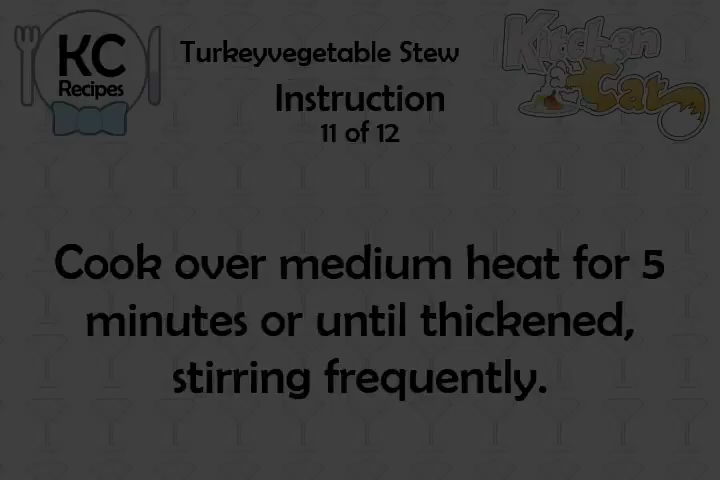 KC
Recipes
Turkeyvegetable Stew
Kitchen
Cat
Instruction
11 of 12
Cook over medium heat for 5
minutes or until thickened,
stirring frequently.